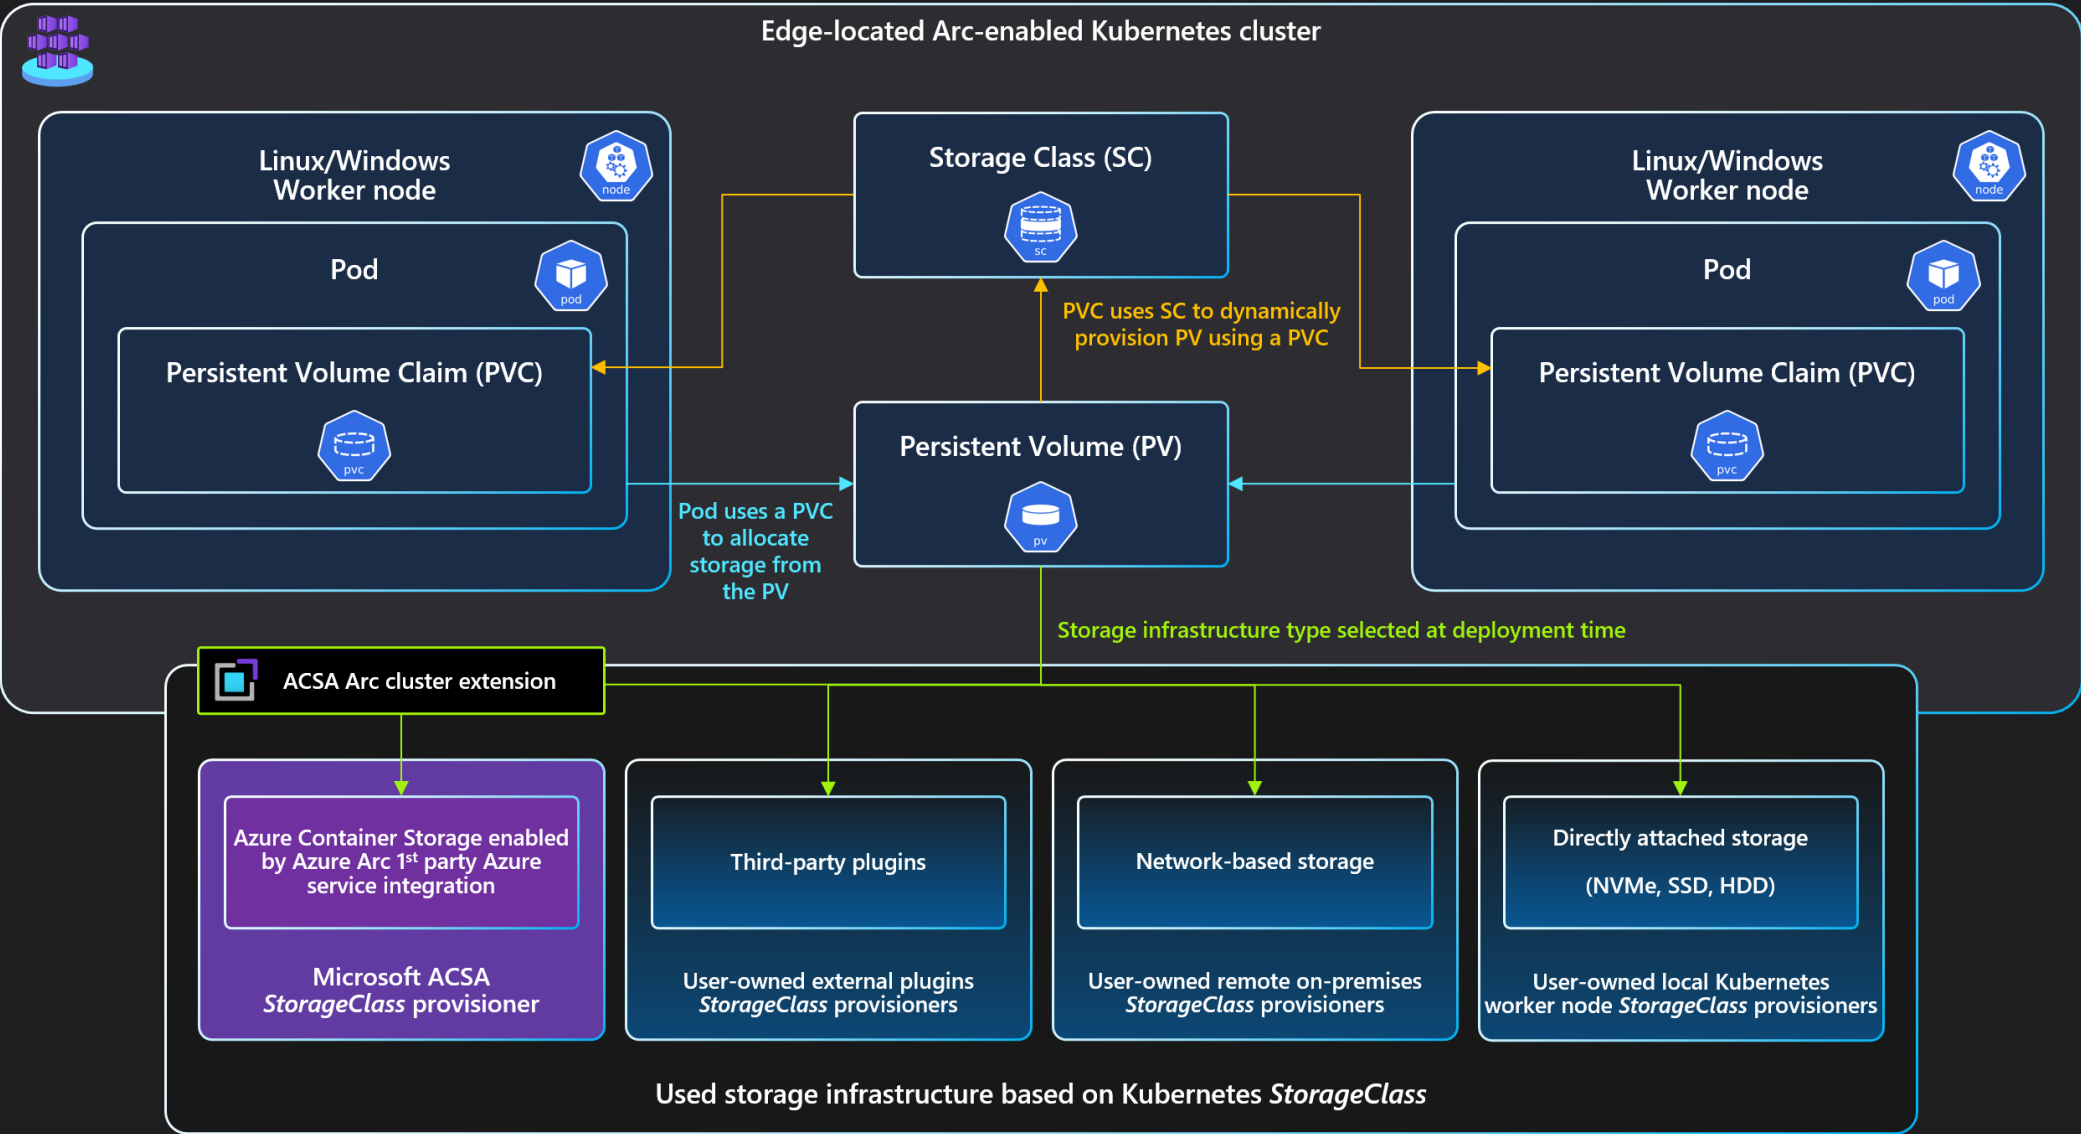 Edge-located Arc-enabled Kubernetes cluster
Linux/Windows
Worker node
node
Pod
pod
Persistent Volume Claim (PVC)
pvc
Storage Class (SC)
sc
PVC uses SC to dynamically
provision PV using a PVC
Persistent Volume (PV)
pv
Pod uses a PVC
to allocate
storage from
the PV
Linux/Windows
Worker node
node
Pod
pod
Persistent Volume Claim (PVC)
pvc
Storage infrastructure type selected at deployment time
ACSA Arc cluster extension
Azure Container Storage enabled
by Azure Arc 1st party Azure
service integration
Microsoft ACSA
StorageClass provisioner
Third-party plugins
User-owned external plugins
StorageClass provisioners
Network-based storage
User-owned remote on-premises
StorageClass provisioners
Directly attached storage
(NVMe, SSD, HDD)
User-owned local Kubernetes
worker node StorageClass provisioners
Used storage infrastructure based on Kubernetes StorageClass